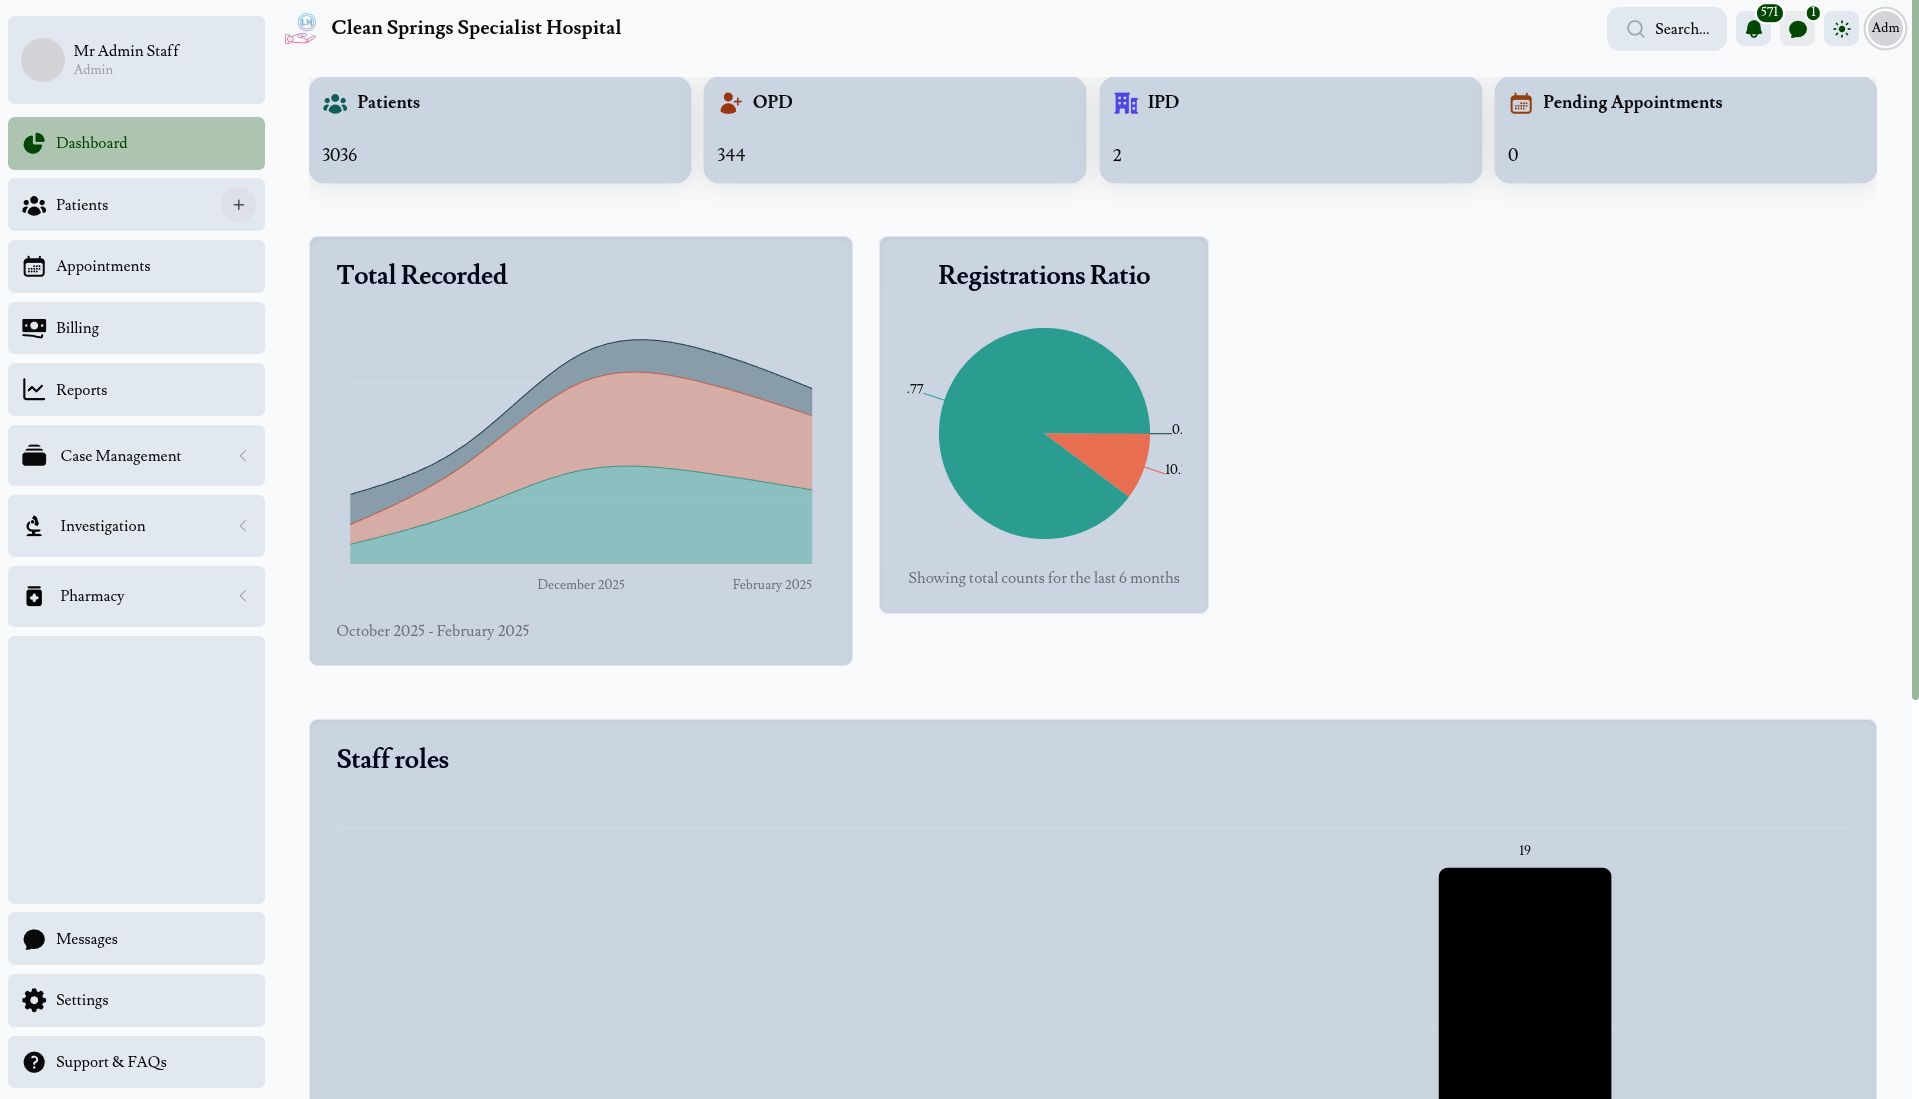 Mr Admin Staff
Admin
Dashboard
Patients
Appointments
Billing
Reports
Case Management
Investigation
Pharmacy
Messages
Settings
Support & FAQs
LH
Clean Springs Specialist Hospital
Search...
571
1
Adm
Patients
3036
OPD
344
IPD
2
Pending Appointments
0
Total Recorded
December 2025
February 2025
October 2025 - February 2025
Registrations Ratio
.77
0.
10.
Showing total counts for the last 6 months
Staff roles
19